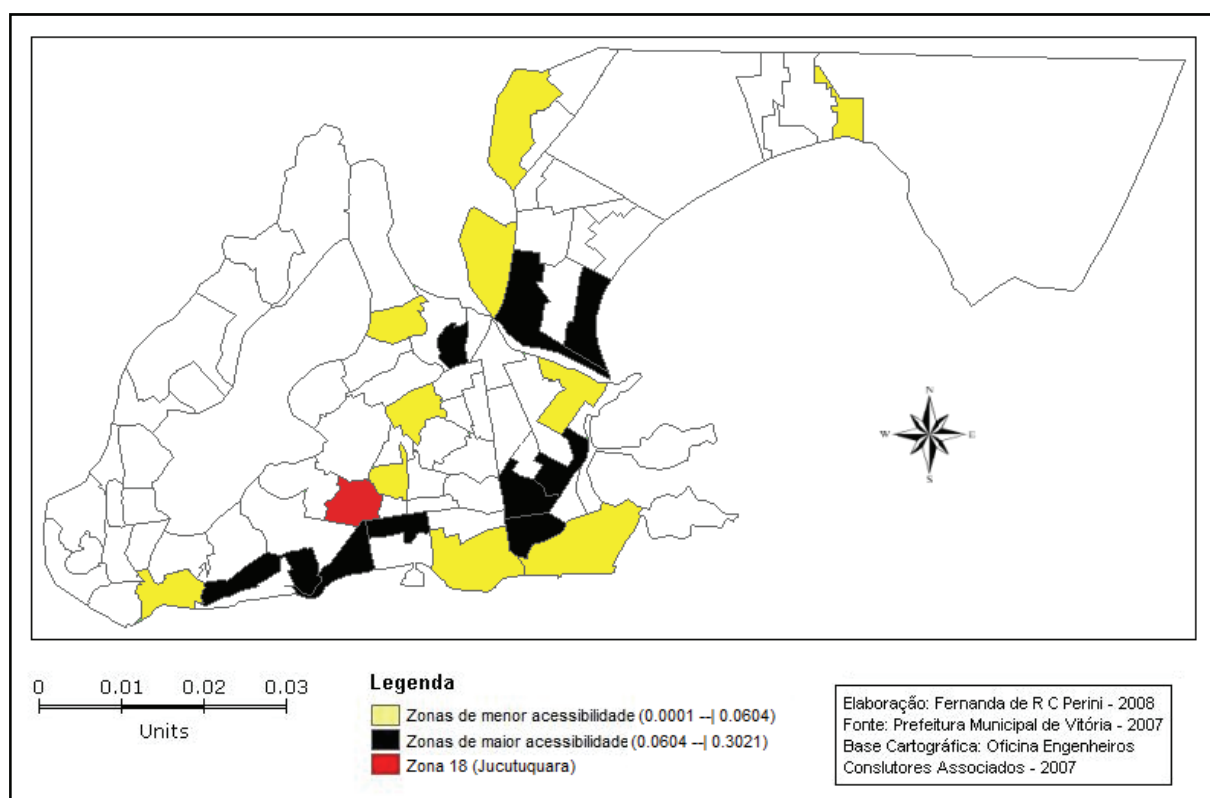 N
W E
S
0 0.01 0.02 0.03
Units
Legenda
Zonas de menor acessibilidade (0.0001 --| 0.0604)
Zonas de maior acessibilidade (0.0604 --| 0.3021)
Zona 18 (Jucutuquara)
Elaboração: Fernanda de R C Perini - 2008
Fonte: Prefeitura Municipal de Vitória - 2007
Base Cartográfica: Oficina Engenheiros
Conslutores Associados - 2007